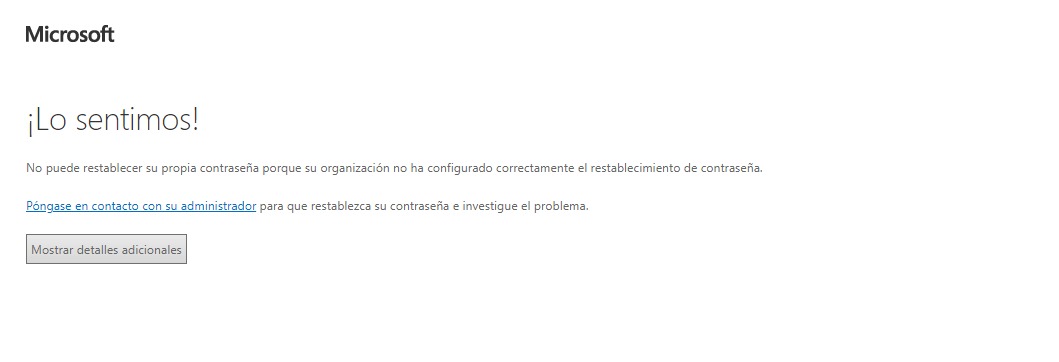 Microsoft
¡Lo sentimos!
No puede restablecer su propia contraseña porque su organización no ha configurado correctamente el restablecimiento de contraseña.
Póngase en contacto con su administrador para que restablezca su contraseña e investigue el problema.
Mostrar detalles adicionales